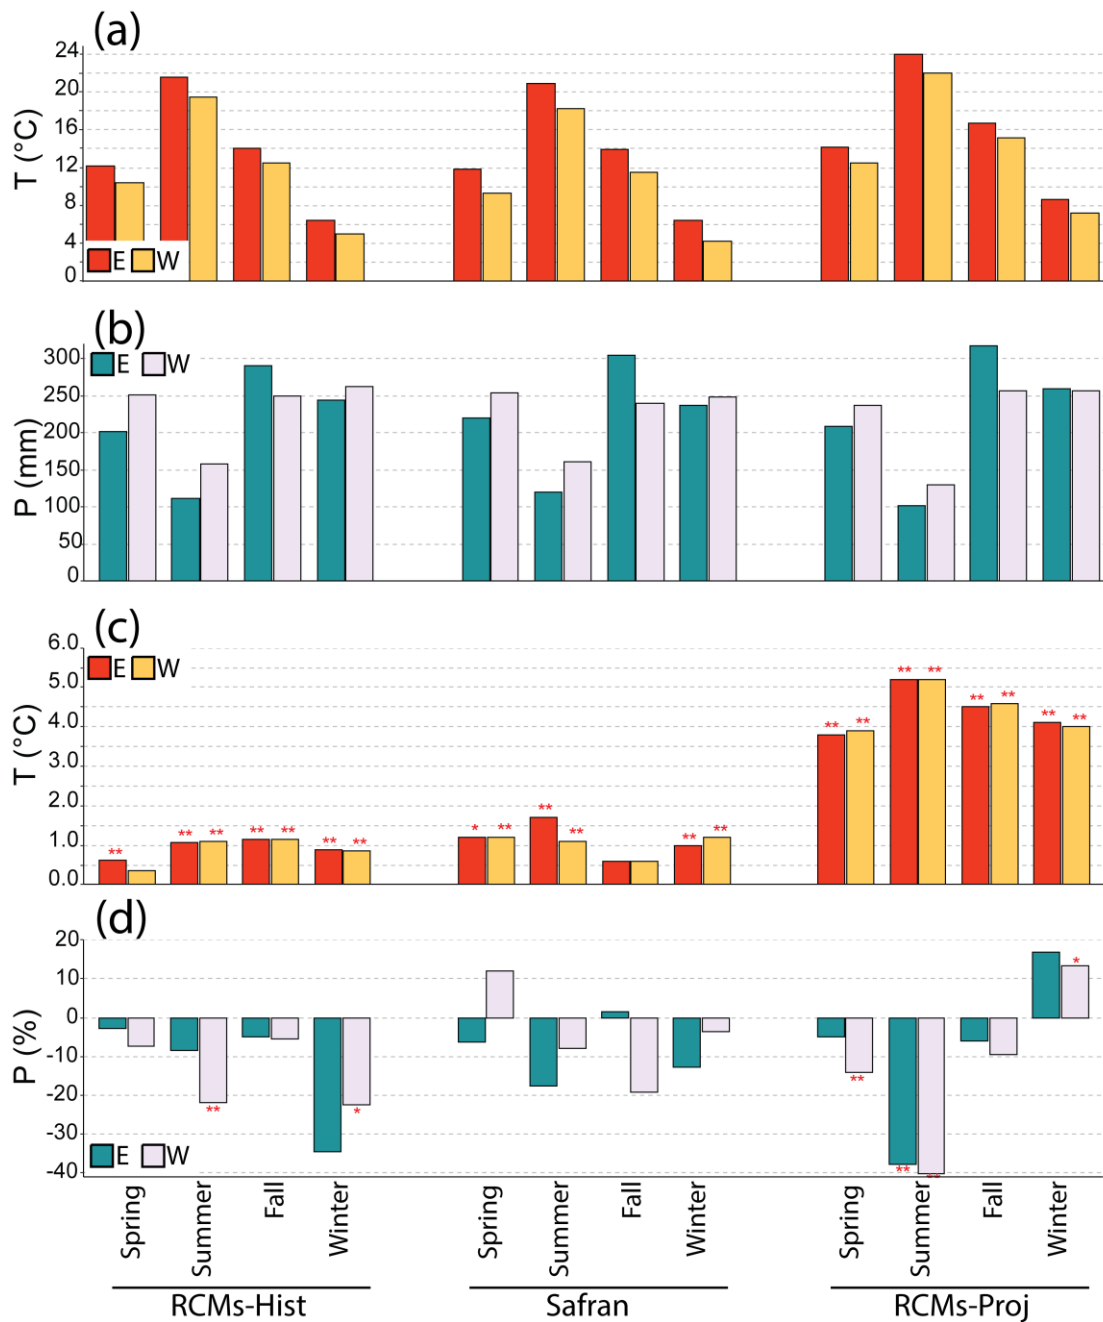 (a)
T (°C)
24
20
16
12
8
4
0
E W
(b)
P (mm)
300
250
200
150
100
50
0
E W
(c)
T (°C)
6.0
5.0
4.0
3.0
2.0
1.0
0.0
E W
** ** ** ** ** ** **
* ** ** ** ** **
** ** ** ** ** ** ** **
(d)
P (%)
20
10
0
-10
-20
-30
-40
E W
** * ** ** ** *
Spring Summer Fall Winter Spring Summer Fall Winter Spring Summer Fall Winter
RCMs-Hist Safran RCMs-Proj